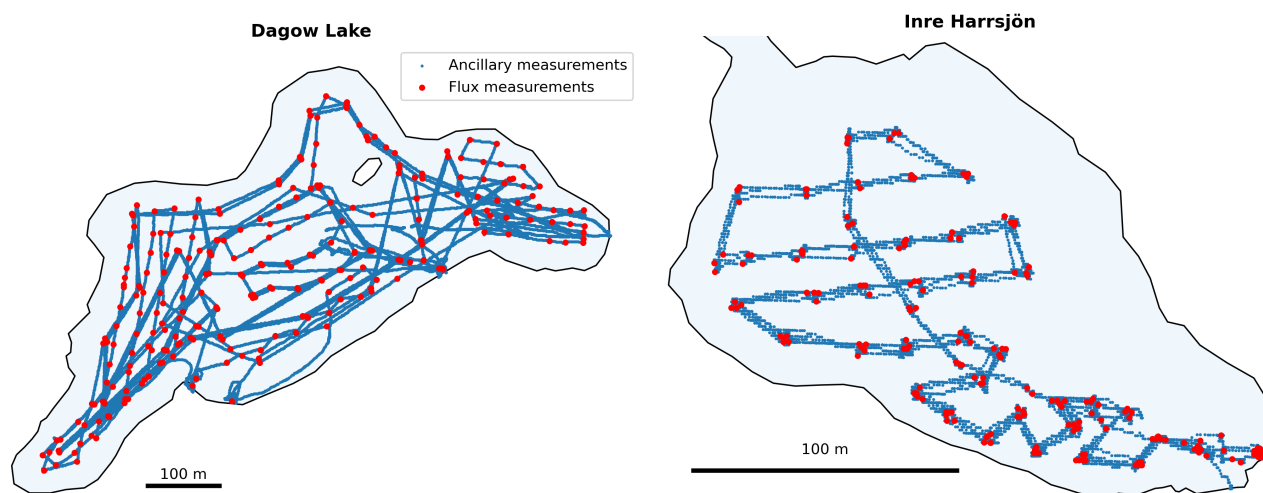 Dagow Lake
Ancillary measurements
Flux measurements
100 m
Inre Harrsjön
100 m